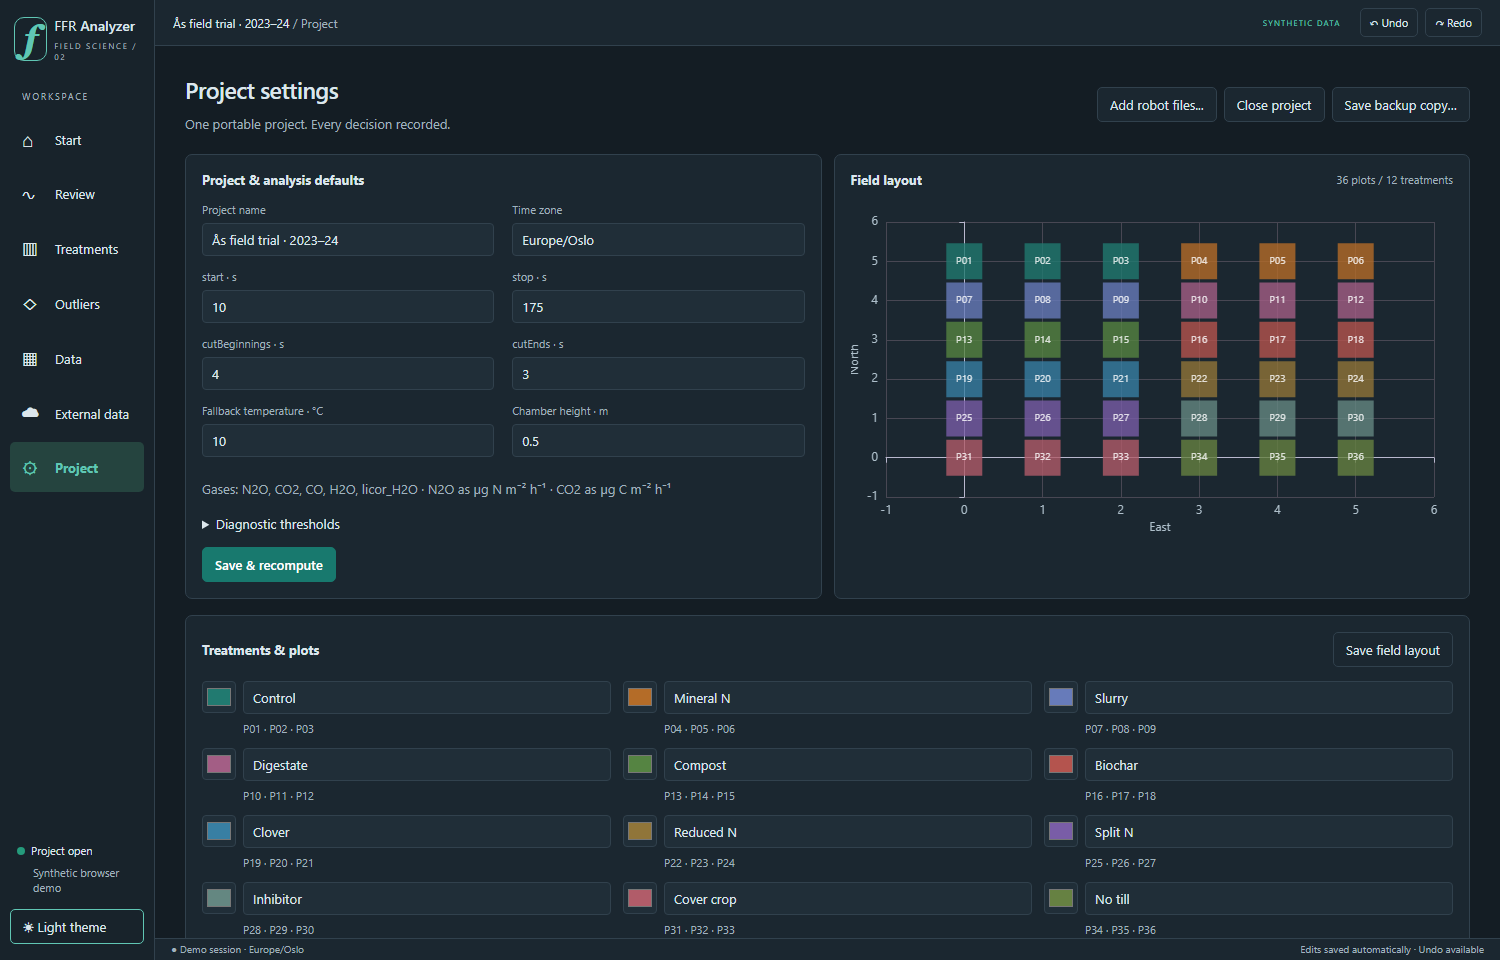 FFR Analyzer
FIELD SCIENCE /
02
WORKSPACE
Start
Review
Treatments
Outliers
Data
External data
Project
Project open
Synthetic browser
demo
☀ Light theme
Ås field trial · 2023–24 / Project
SYNTHETIC DATA
↶ Undo
↷ Redo
Project settings
One portable project. Every decision recorded.
Add robot files...
Close project
Save backup copy...
Project & analysis defaults
Project name
Time zone
Ås field trial · 2023–24
Europe/Oslo
start · s
stop · s
10
175
cutBeginnings · s
cutEnds · s
4
3
Fallback temperature · °C
Chamber height · m
10
0.5
Gases: N2O, CO2, CO, H2O, licor_H2O · N2O as µg N m⁻² h⁻¹ · CO2 as µg C m⁻² h⁻¹
▶ Diagnostic thresholds
Save & recompute
Field layout
36 plots / 12 treatments
6
5
P01 P02 P03 P04 P05 P06
4
P07 P08 P09 P10 P11 P12
3
P13 P14 P15 P16 P17 P18
North
2
P19 P20 P21 P22 P23 P24
1
P25 P26 P27 P28 P29 P30
0
P31 P32 P33 P34 P35 P36
-1
-1 0 1 2 3 4 5 6
East
Treatments & plots
Save field layout
Control
Mineral N
Slurry
P01 · P02 · P03
P04 · P05 · P06
P07 · P08 · P09
Digestate
Compost
Biochar
P10 · P11 · P12
P13 · P14 · P15
P16 · P17 · P18
Clover
Reduced N
Split N
P19 · P20 · P21
P22 · P23 · P24
P25 · P26 · P27
Inhibitor
Cover crop
No till
P28 · P29 · P30
P31 · P32 · P33
P34 · P35 · P36
● Demo session · Europe/Oslo
Edits saved automatically · Undo available